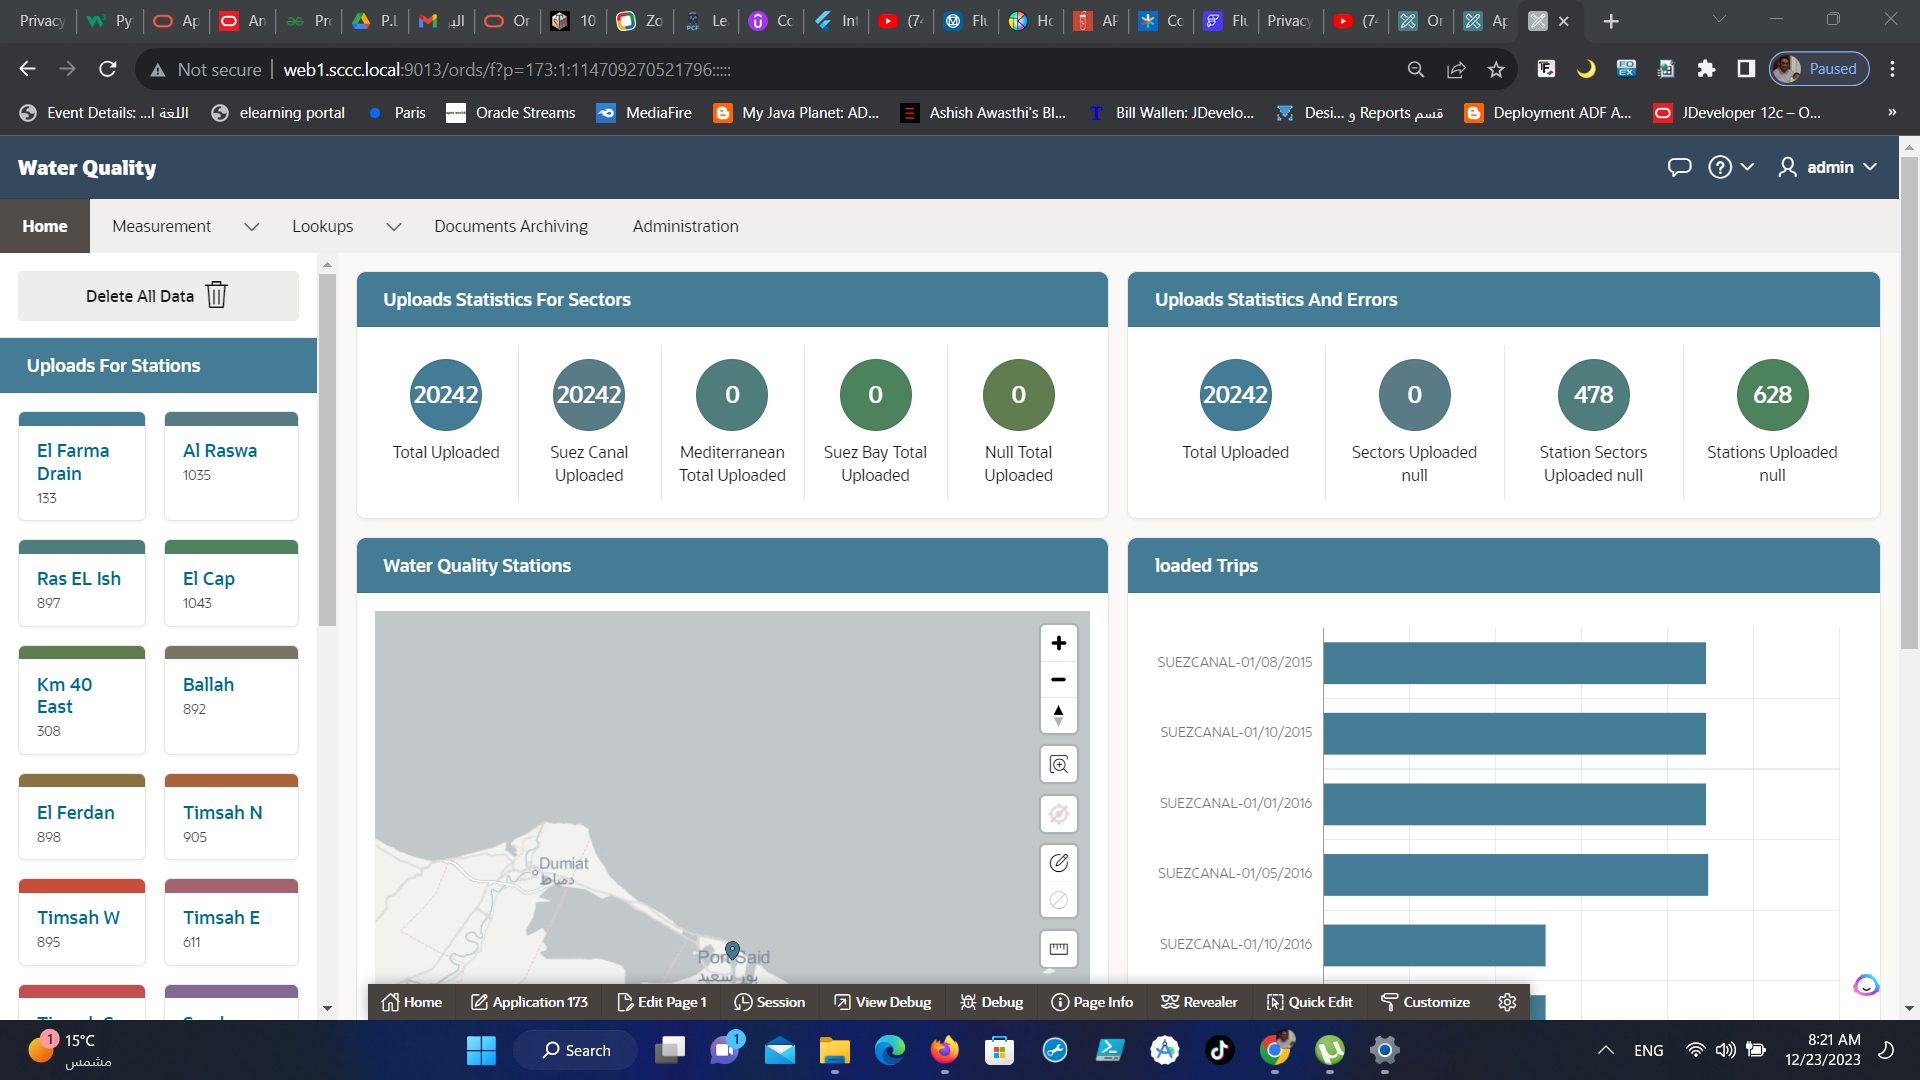 Privacy
Py
Ap
An
Pro
P.L
الير
Or
10
Zo
Le
Co
Int
(74
Flu
Ho
AF
Co
Flu
Privacy
(74
Or
Ap
Not secure
web1.sccc.local:9013/ords/f?p=173:1:114709270521796:::::
Paused
Event Details: ...اللغة ا
elearning portal
Paris
Oracle Streams
MediaFire
My Java Planet: AD...
Ashish Awasthi's Bl...
Bill Wallen: JDevelo...
قسم Reports و Desi...
Deployment ADF A...
JDeveloper 12c – O...
»
Water Quality
admin
Home
Measurement
Lookups
Documents Archiving
Administration
Delete All Data
Uploads For Stations
El Farma
Drain
133
Al Raswa
1035
Ras EL Ish
897
El Cap
1043
Km 40
East
308
Ballah
892
El Ferdan
898
Timsah N
905
Timsah W
895
Timsah E
611
Uploads Statistics For Sectors
20242
Total Uploaded
20242
Suez Canal
Uploaded
0
Mediterranean
Total Uploaded
0
Suez Bay Total
Uploaded
0
Null Total
Uploaded
Uploads Statistics And Errors
20242
Total Uploaded
0
Sectors Uploaded
null
478
Station Sectors
Uploaded null
628
Stations Uploaded
null
Water Quality Stations
Dumiat
دمياط
Port Said
بور سعيد
loaded Trips
SUEZCANAL-01/08/2015
SUEZCANAL-01/10/2015
SUEZCANAL-01/01/2016
SUEZCANAL-01/05/2016
SUEZCANAL-01/10/2016
Home
Application 173
Edit Page 1
Session
View Debug
Debug
Page Info
Revealer
Quick Edit
Customize
1
15°C
مشمس
Search
1
ENG
8:21 AM
12/23/2023